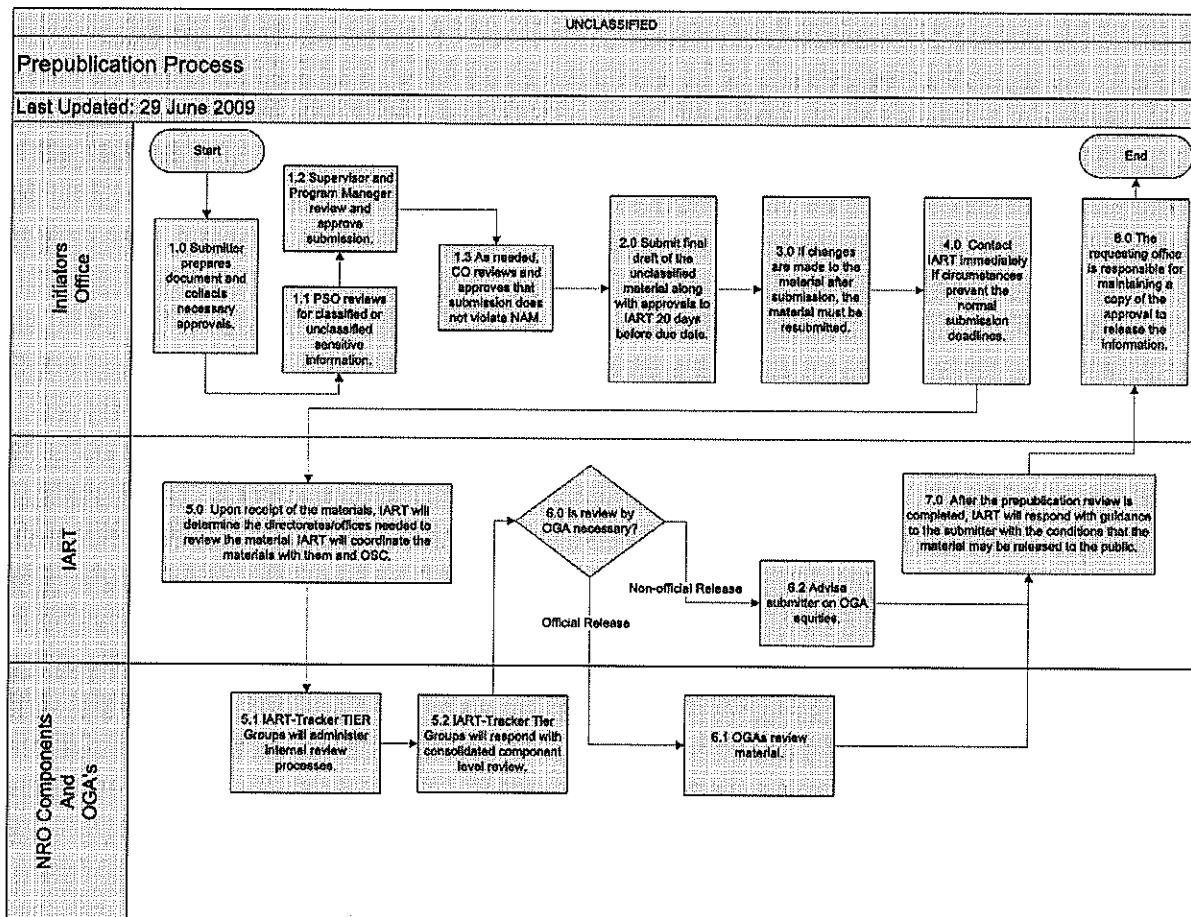 UNCLASSIFIED
Prepublication Process
Last Updated: 29 June 2009
Initiators
Office
Start
1.0 Submitter
prepares
document and
collects
necessary
approvals.
1.1 PSO reviews
for classified or
unclassified
sensitive
information.
1.2 Supervisor and
Program Manager
review and
approve
submission.
1.3 As needed,
CO reviews and
approves that
submission does
not violate NAM.
2.0 Submit final
draft of the
unclassified
material along
with approvals to
IART 20 days
before due date.
3.0 If changes
are made to the
material after
submission, the
material must be
resubmitted.
4.0 Contact
IART immediately
if circumstances
prevent the
normal
submission
deadlines.
End
8.0 The
requesting office
is responsible for
maintaining a
copy of the
approval to
release the
information.
IART
5.0 Upon receipt of the materials, IART will
determine the directorates/offices needed to
review the material. IART will coordinate the
materials with them and OSC.
6.0 Is review by
OGA necessary?
Non-official Release
Official Release
6.2 Advise
submitter on OGA
equities.
7.0 After the prepublication review is
completed, IART will respond with guidance
to the submitter with the conditions that the
material may be released to the public.
NRO Components
And
OGA's
5.1 IART-Tracker TIER
Groups will administer
internal review
processes.
5.2 IART-Tracker Tier
Groups will respond with
consolidated component
level review.
6.1 OGAs review
material.